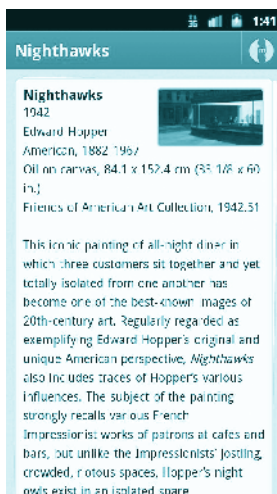 3G 1:41
Nighthawks
Nighthawks
1942
Edward Hopper
American, 1882-1967
Oil on canvas, 84.1 x 152.4 cm (33 1/8 x 60
in.)
Friends of American Art Collection, 1942.51
This iconic painting of all-night diner in
which three customers sit together and yet
totally isolated from one another has
become one of the best-known images of
20th-century art. Regularly regarded as
exemplifying Edward Hopper's original and
unique American perspective, Nighthawks
also includes traces of Hopper's various
influences. The subject of the painting
strongly recalls various French
Impressionist works of patrons at cafes and
bars, but unlike the Impressionists' jostling,
crowded, riotous spaces, Hopper's night
owls exist in an isolated spare